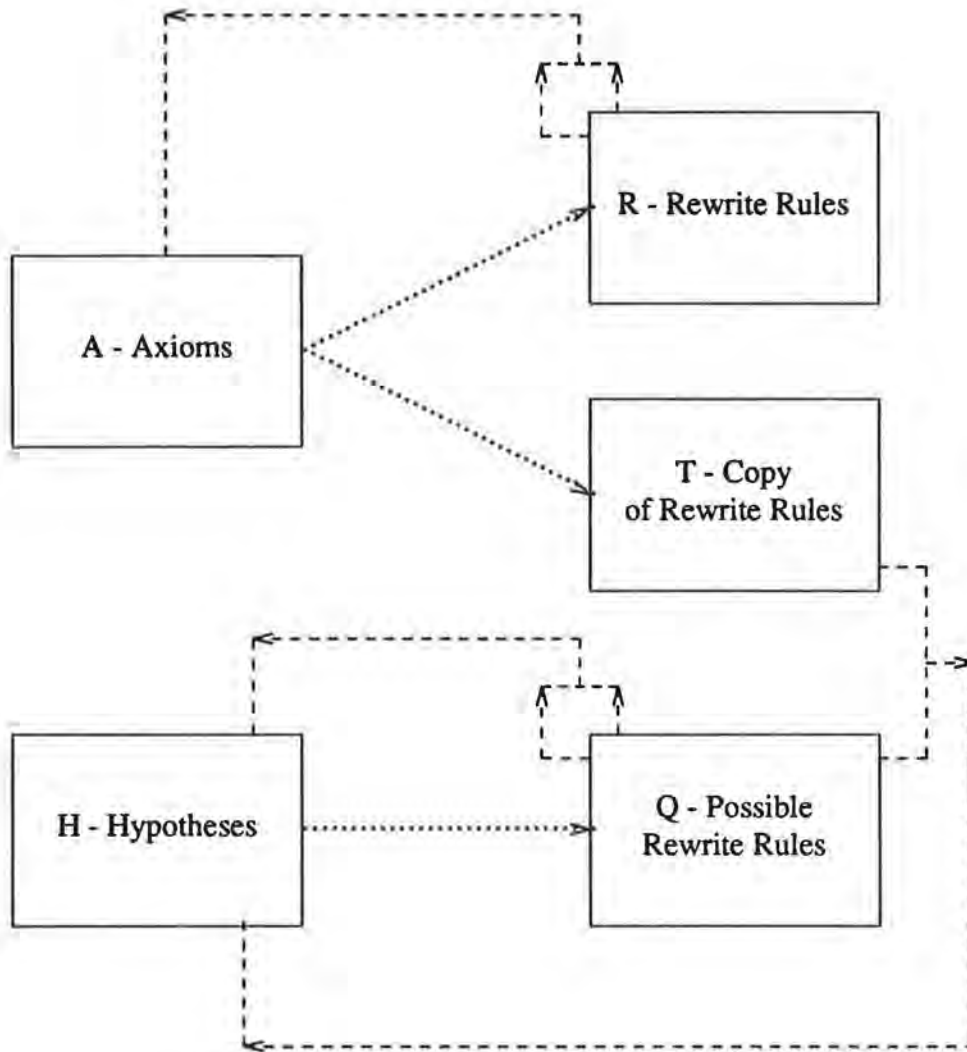 R - Rewrite Rules
A - Axioms
T - Copy
of Rewrite Rules
H - Hypotheses
Q - Possible
Rewrite Rules